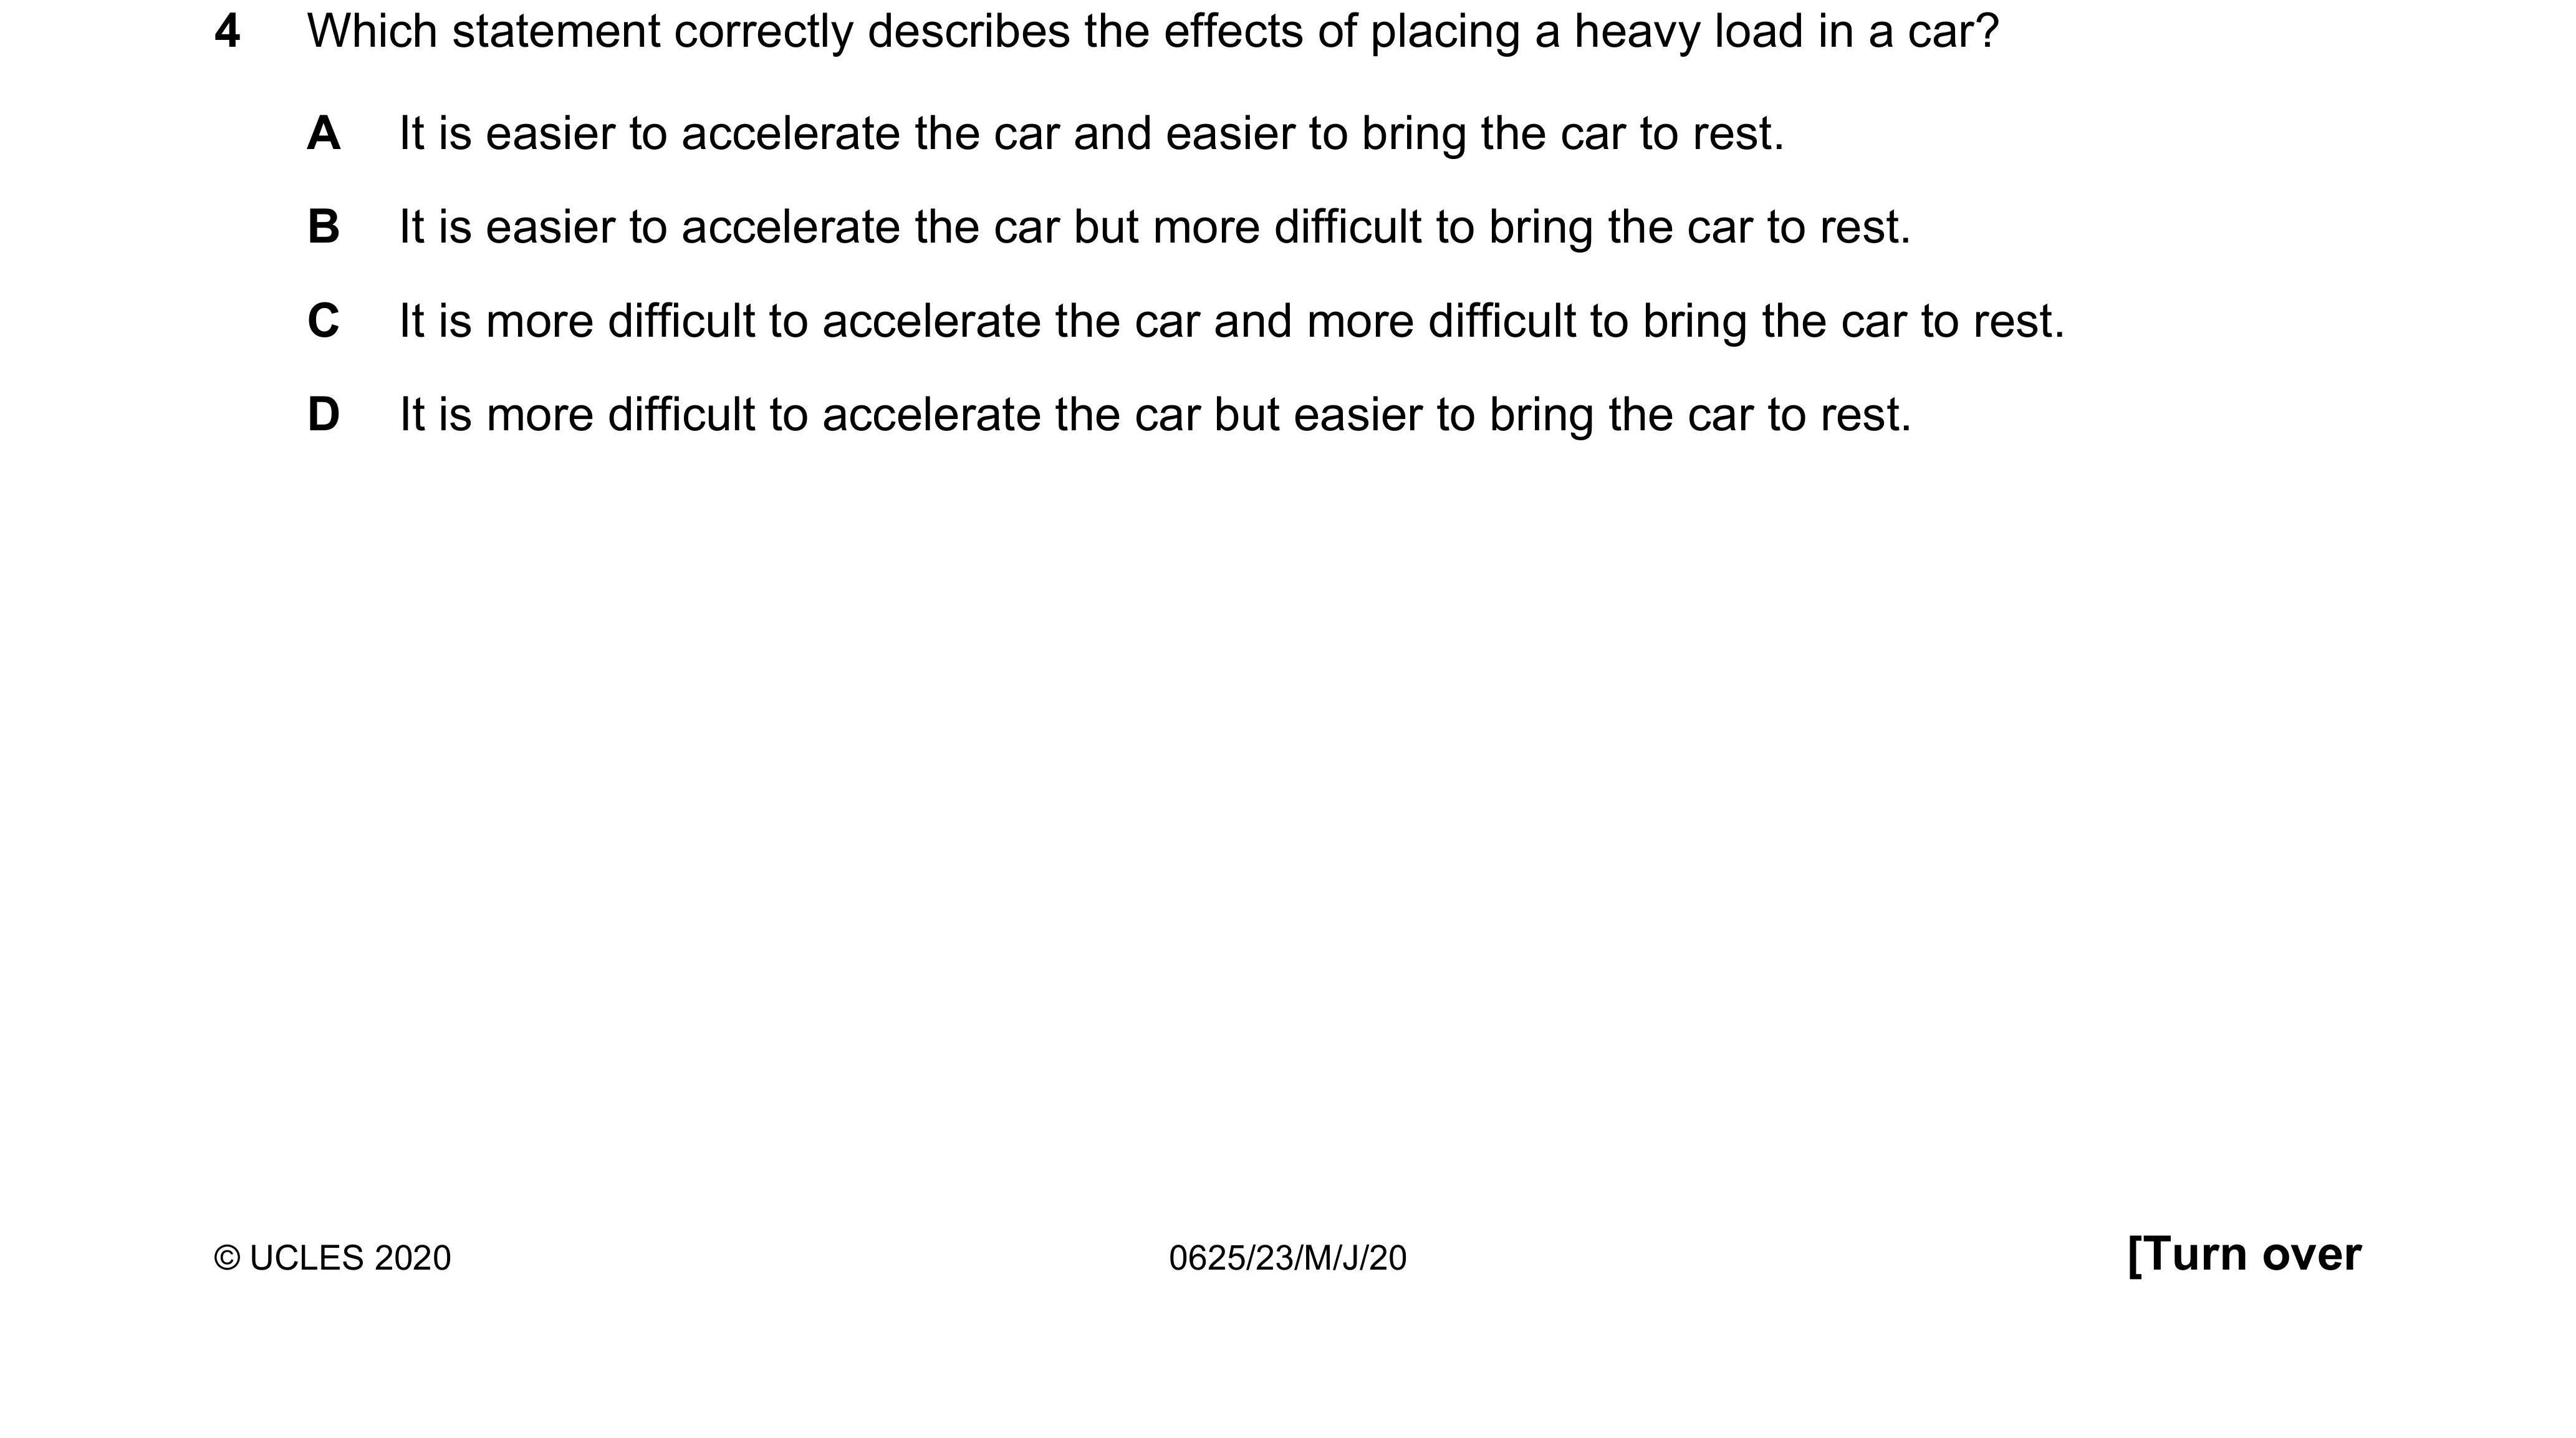 4 Which statement correctly describes the effects of placing a heavy load in a car?
A It is easier to accelerate the car and easier to bring the car to rest.
B It is easier to accelerate the car but more difficult to bring the car to rest.
C It is more difficult to accelerate the car and more difficult to bring the car to rest.
D It is more difficult to accelerate the car but easier to bring the car to rest.
© UCLES 2020 0625/23/M/J/20 [Turn over